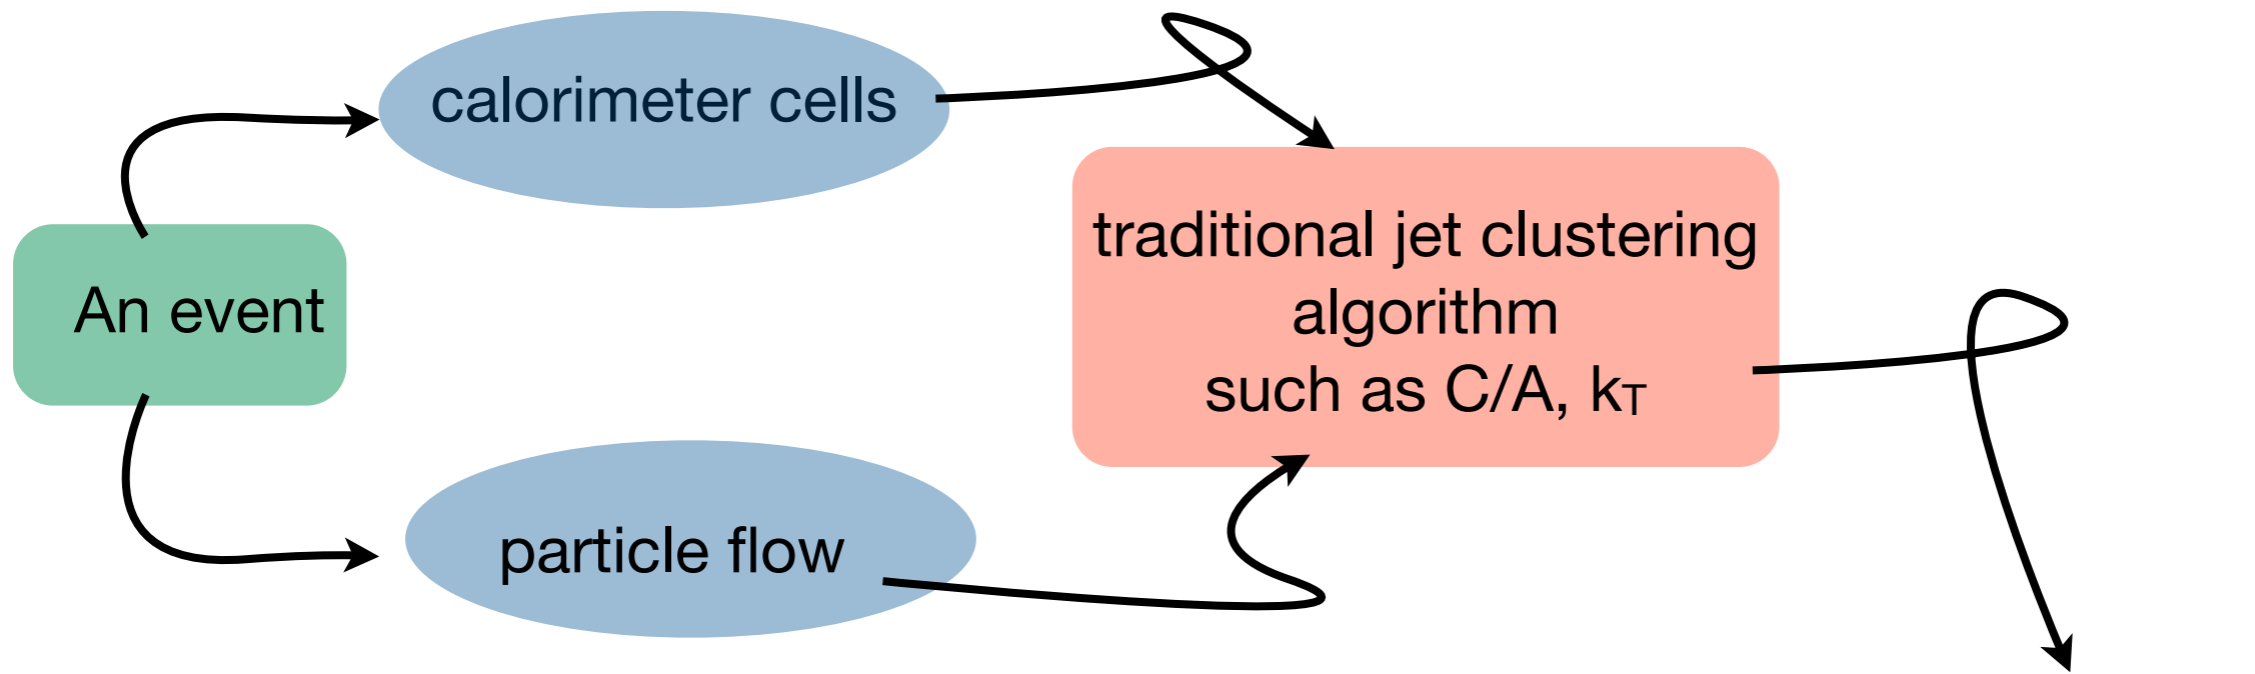 calorimeter cells
An event
traditional jet clustering
algorithm
such as C/A, kT
particle flow